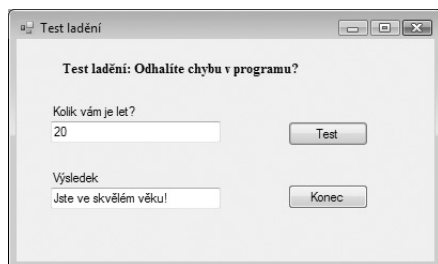 Test ladění
Test ladění: Odhalíte chybu v programu?
Kolik vám je let?
20
Test
Výsledek
Jste ve skvělém věku!
Konec